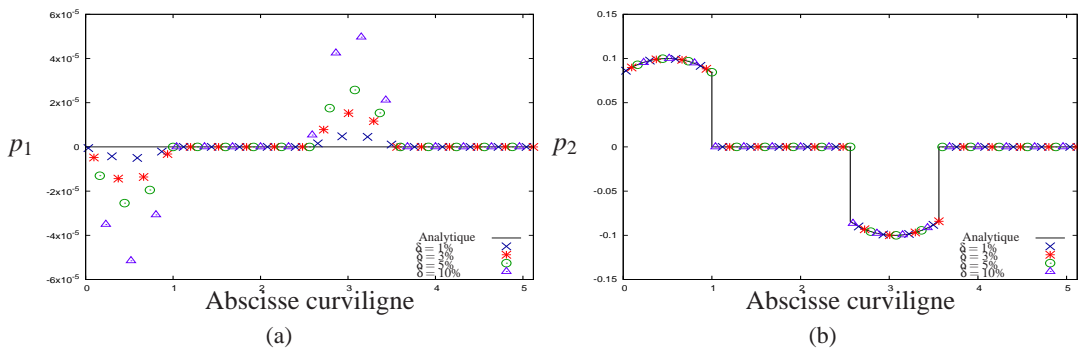 6x10-5
4x10-5
2x10-5
0
-2x10-5
-4x10-5
-6x10-5
p1
Analytique
δ = 1%
δ = 3%
δ = 5%
δ = 10%
0 1 2 3 4 5
Abscisse curviligne
(a)
0.15
0.10
0.05
0
-0.05
-0.1
-0.15
p2
Analytique
δ = 1%
δ = 3%
δ = 5%
δ = 10%
0 1 2 3 4 5
Abscisse curviligne
(b)